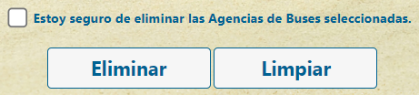 Estoy seguro de eliminar las Agencias de Buses seleccionadas.
Eliminar Limpiar